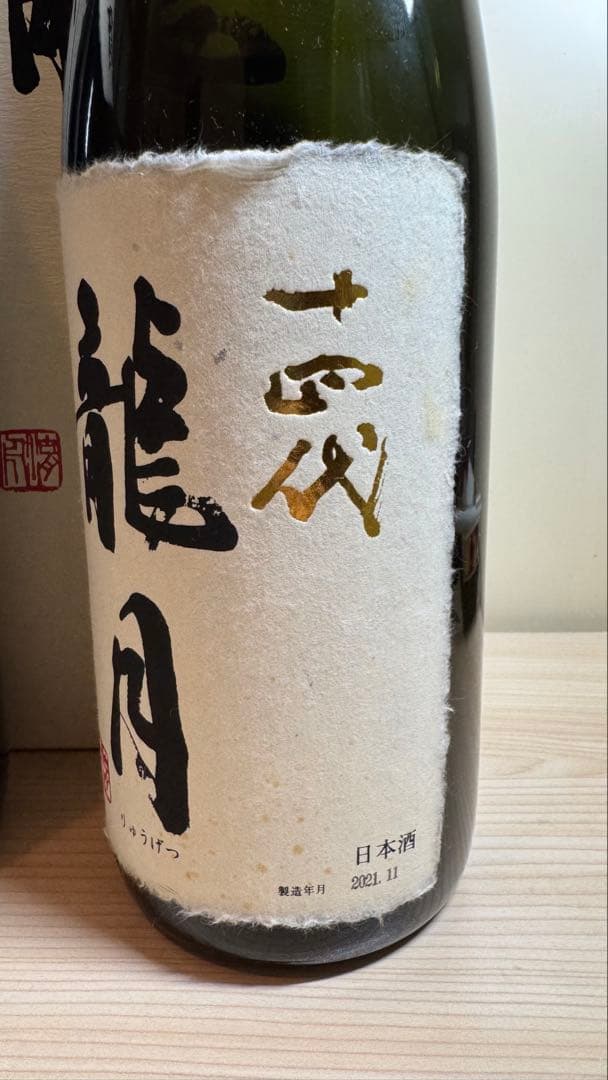 十四代
龍月
りゅうげつ
日本酒
製造年月 2021. 11